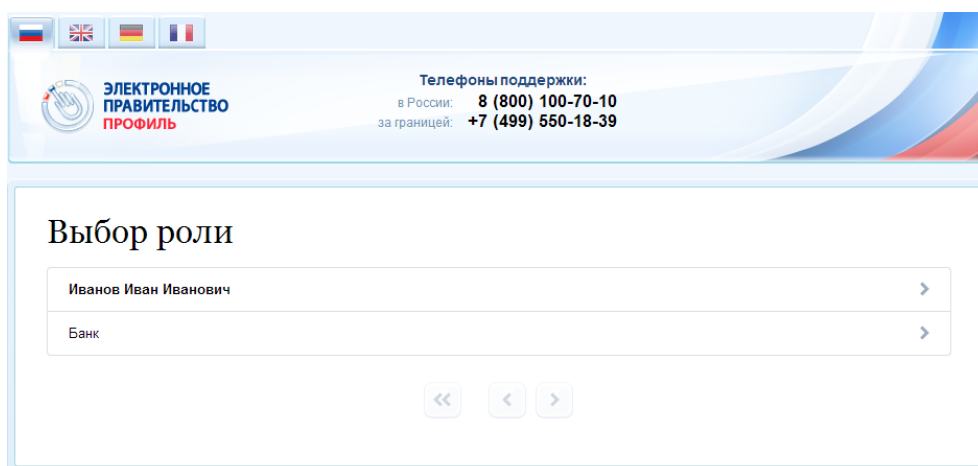 ЭЛЕКТРОННОЕ
ПРАВИТЕЛЬСТВО
ПРОФИЛЬ
Телефоны поддержки:
в России: 8 (800) 100-70-10
за границей: +7 (499) 550-18-39
Выбор роли
Иванов Иван Иванович
Банк